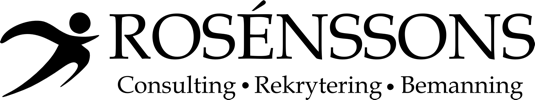 ROSÉNSSONS
Consulting • Rekrytering • Bemanning